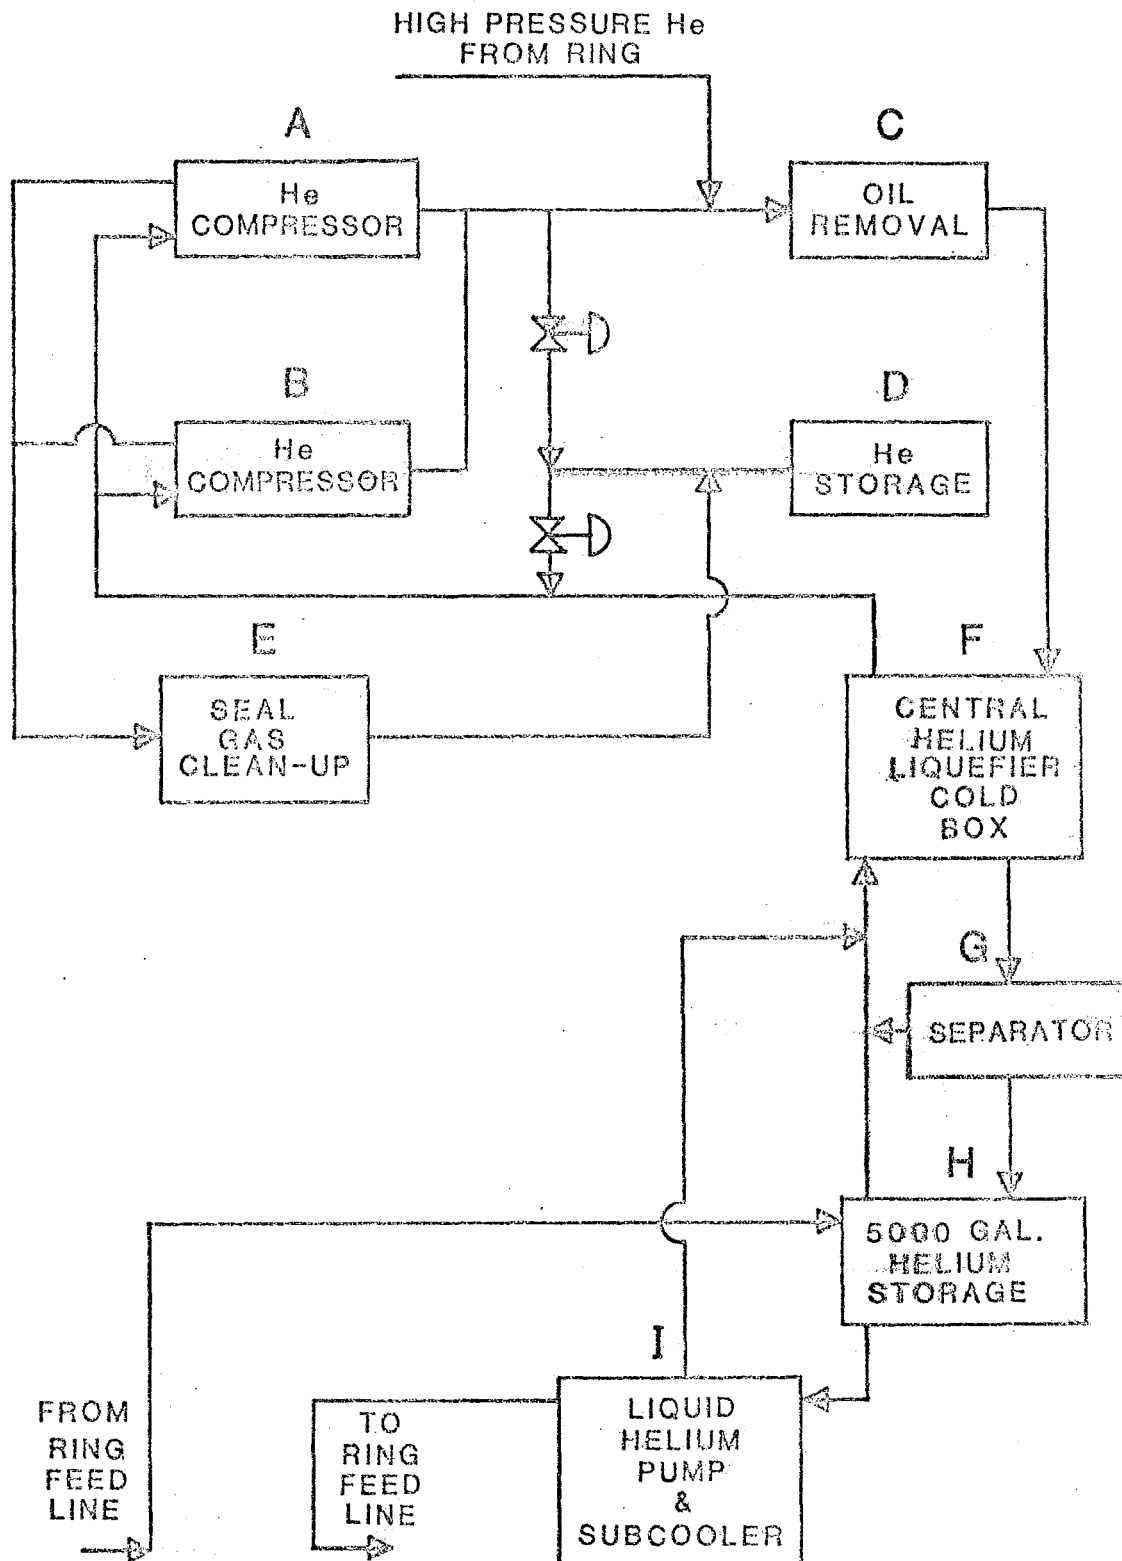 HIGH PRESSURE He
FROM RING
A
He
COMPRESSOR
C
OIL
REMOVAL
B
He
COMPRESSOR
D
He
STORAGE
E
SEAL
GAS
CLEAN-UP
F
CENTRAL
HELIUM
LIQUEFIER
COLD
BOX
G
SEPARATOR
H
5000 GAL.
HELIUM
STORAGE
I
LIQUID
HELIUM
PUMP
&
SUBCOOLER
FROM
RING
FEED
LINE
TO
RING
FEED
LINE